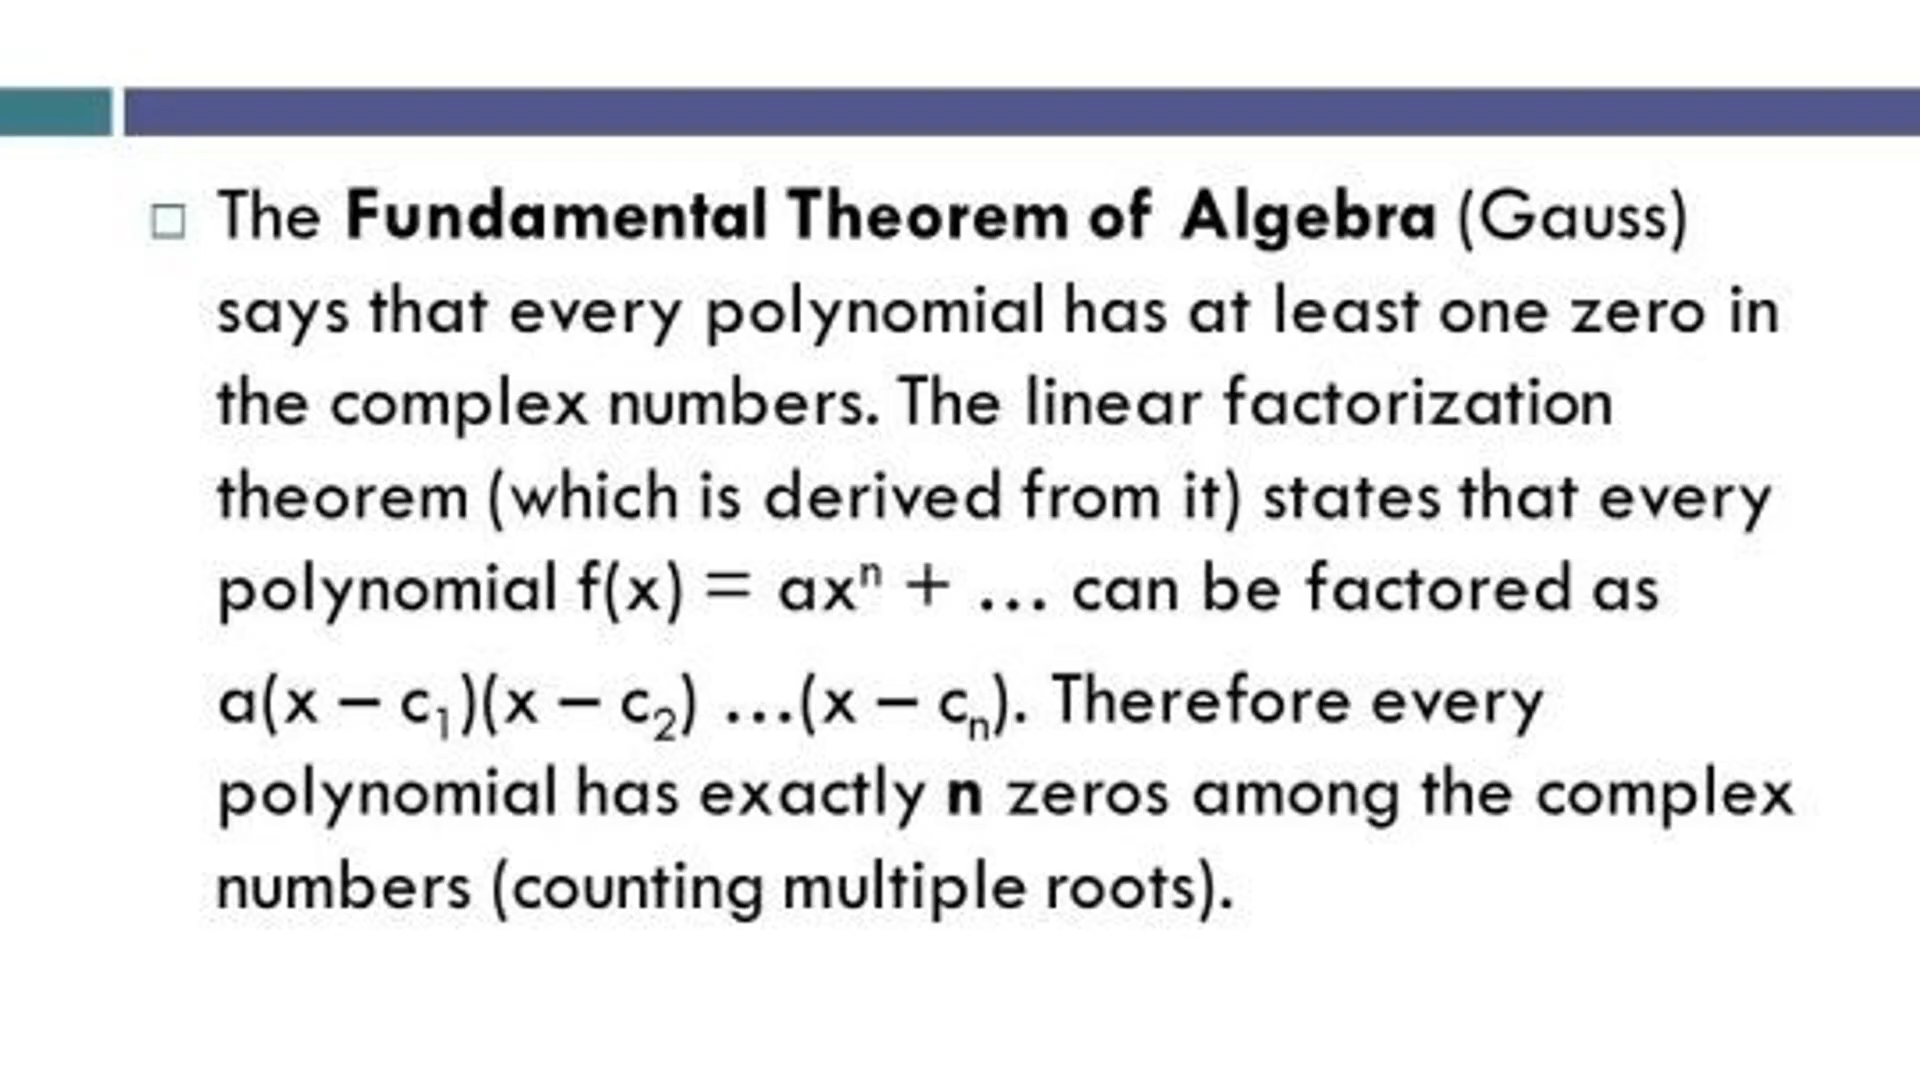 The Fundamental Theorem of Algebra (Gauss)
says that every polynomial has at least one zero in
the complex numbers. The linear factorization
theorem (which is derived from it) states that every
polynomial f(x) = axⁿ + … can be factored as
a(x – c₁)(x – c₂) …(x – cₙ). Therefore every
polynomial has exactly n zeros among the complex
numbers (counting multiple roots).